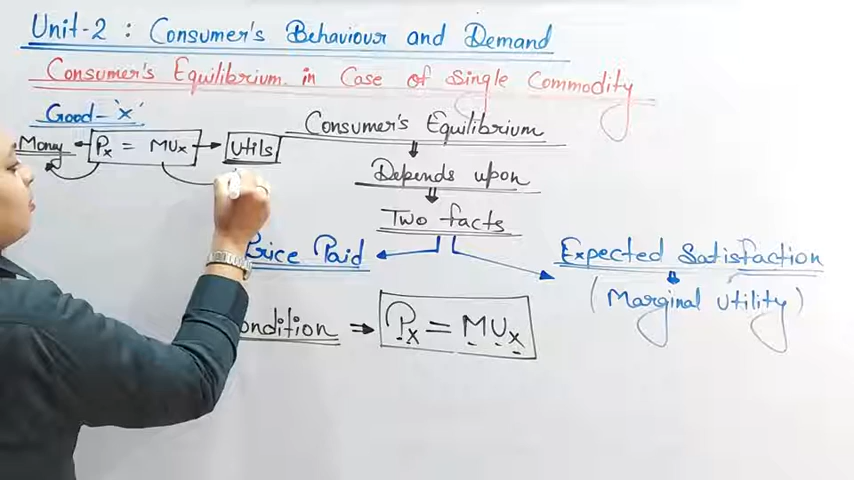 Unit-2 : Consumer's Behaviour and Demand
Consumer's Equilibrium in Case of Single Commodity
Good-'x'
Money ← Px = MUx → Utils
Consumer's Equilibrium
Depends upon
Two facts
Price Paid
Expected Satisfaction
(Marginal utility)
ondition ⇒ Px = MUx